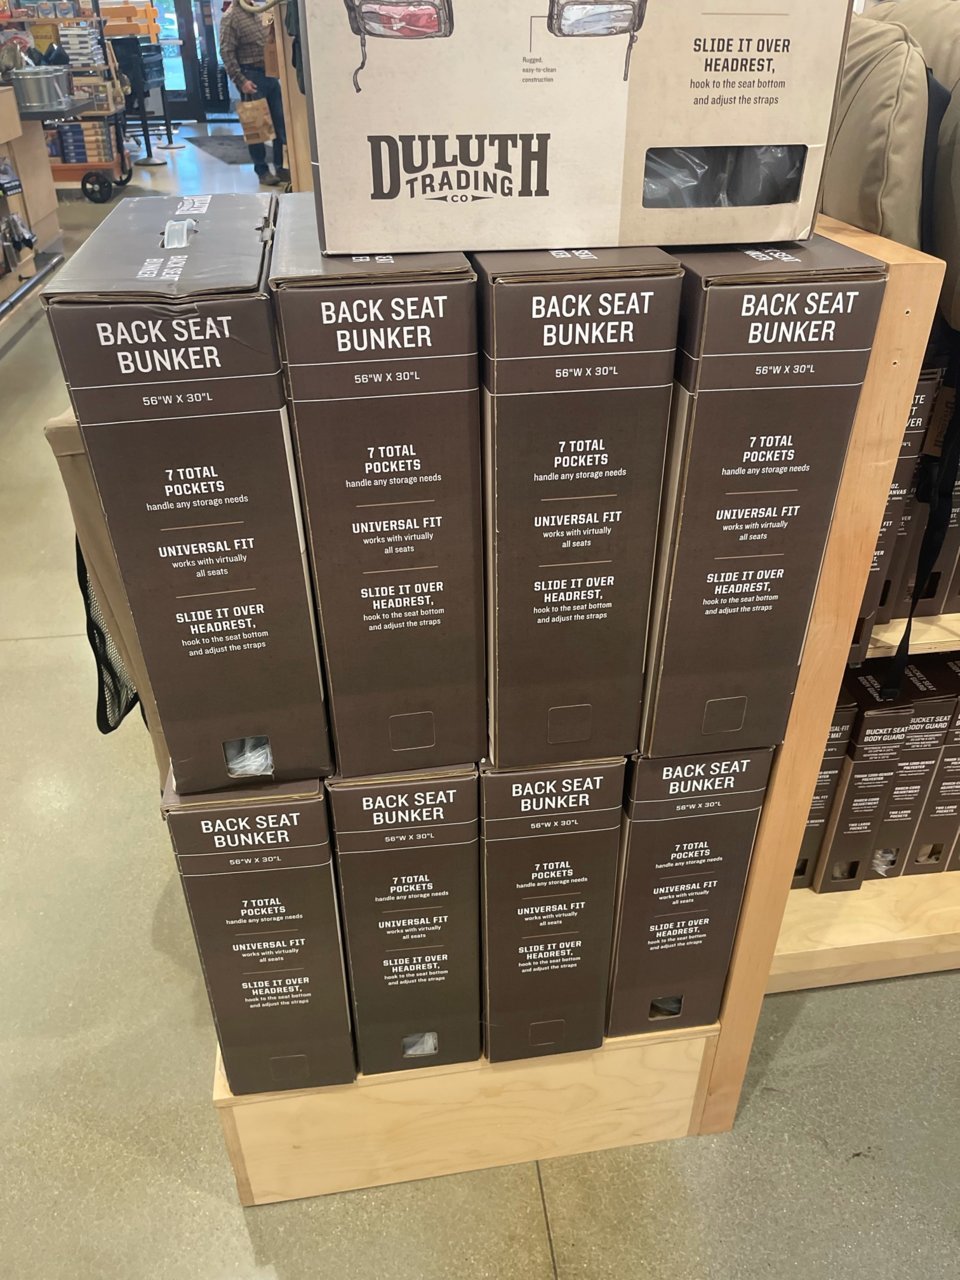 Rugged,
easy-to-clean
construction
SLIDE IT OVER
HEADREST,
hook to the seat bottom
and adjust the straps
DULUTH
TRADING
CO
BACK SEAT
BUNKER
BACK SEAT
BUNKER
56"W X 30"L
7 TOTAL
POCKETS
handle any storage needs
UNIVERSAL FIT
works with virtually
all seats
SLIDE IT OVER
HEADREST,
hook to the seat bottom
and adjust the straps
BACK SEAT
BUNKER
56"W X 30"L
7 TOTAL
POCKETS
handle any storage needs
UNIVERSAL FIT
works with virtually
all seats
SLIDE IT OVER
HEADREST,
hook to the seat bottom
and adjust the straps
BACK SEAT
BUNKER
56"W X 30"L
7 TOTAL
POCKETS
handle any storage needs
UNIVERSAL FIT
works with virtually
all seats
SLIDE IT OVER
HEADREST,
hook to the seat bottom
and adjust the straps
BACK SEAT
BUNKER
56"W X 30"L
7 TOTAL
POCKETS
handle any storage needs
UNIVERSAL FIT
works with virtually
all seats
SLIDE IT OVER
HEADREST,
hook to the seat bottom
and adjust the straps
BACK SEAT
BUNKER
56"W X 30"L
7 TOTAL
POCKETS
handle any storage needs
UNIVERSAL FIT
works with virtually
all seats
SLIDE IT OVER
HEADREST,
hook to the seat bottom
and adjust the straps
BACK SEAT
BUNKER
56"W X 30"L
7 TOTAL
POCKETS
handle any storage needs
UNIVERSAL FIT
works with virtually
all seats
SLIDE IT OVER
HEADREST,
hook to the seat bottom
and adjust the straps
BACK SEAT
BUNKER
56"W X 30"L
7 TOTAL
POCKETS
handle any storage needs
UNIVERSAL FIT
works with virtually
all seats
SLIDE IT OVER
HEADREST,
hook to the seat bottom
and adjust the straps
BACK SEAT
BUNKER
56"W X 30"L
7 TOTAL
POCKETS
handle any storage needs
UNIVERSAL FIT
works with virtually
all seats
SLIDE IT OVER
HEADREST,
hook to the seat bottom
and adjust the straps
BUCKET SEAT
BODY GUARD
BUCKET SEAT
BODY GUARD